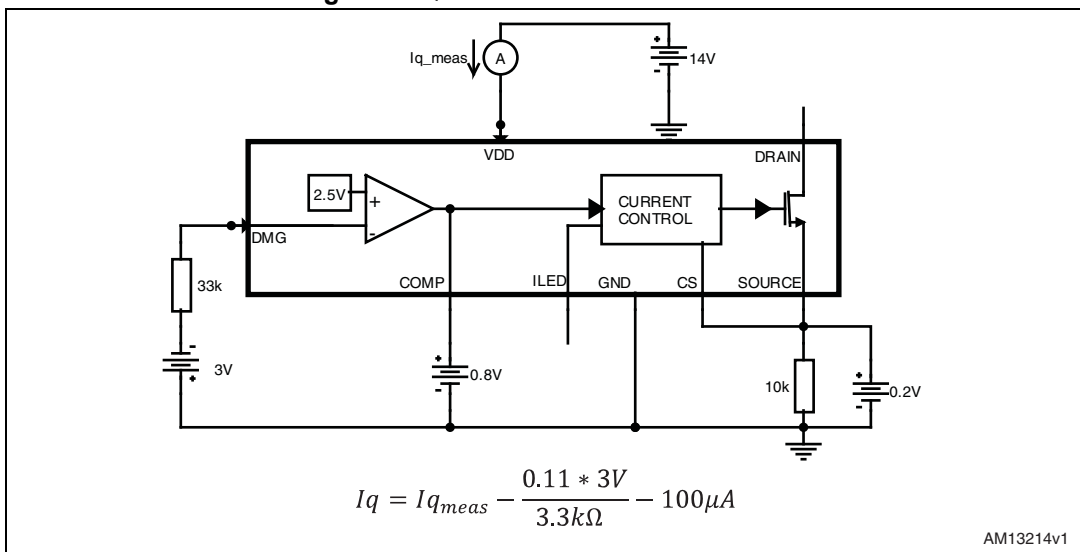 Iq_meas
A
+
-
14V
VDD
DRAIN
2.5V
+
-
CURRENT
CONTROL
DMG
COMP
ILED
GND
CS
SOURCE
33k
-
+
3V
+
-
0.8V
10k
+
-
0.2V
Iq = Iq_meas − (0.11 * 3V)/(3.3kΩ) − 100μA
AM13214v1